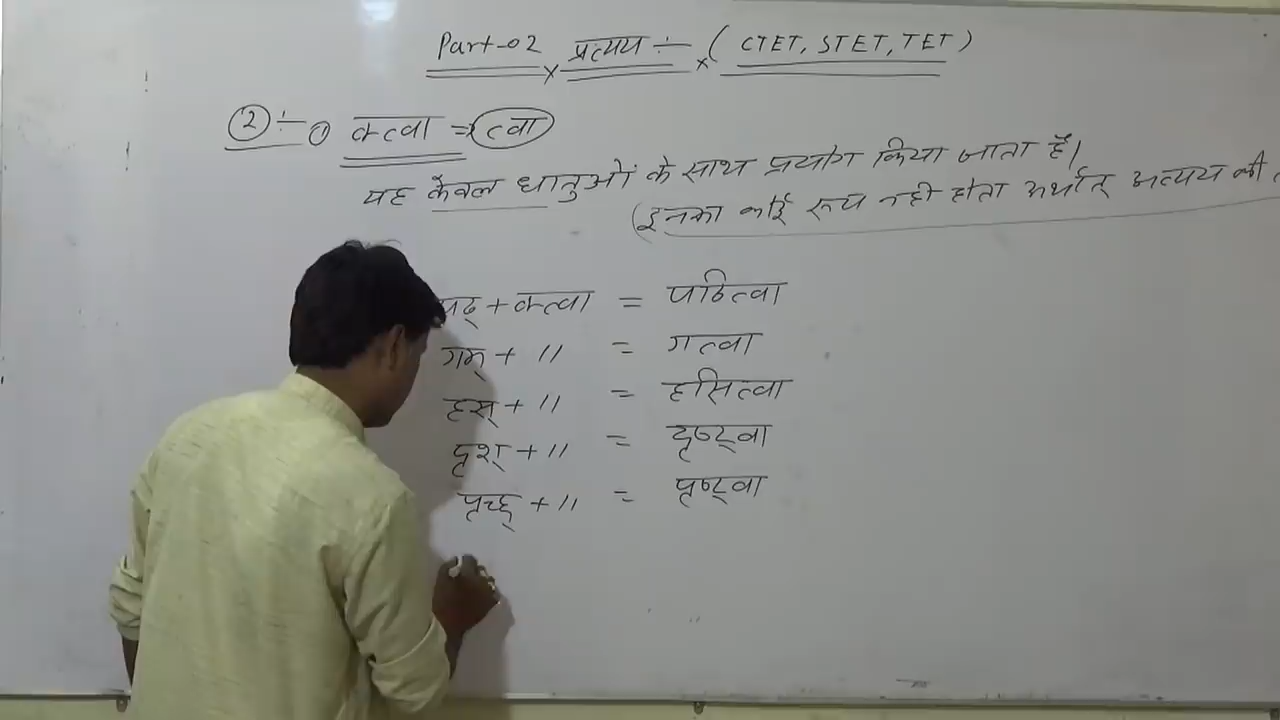 Part-02 × प्रत्यय ÷ × ( CTET, STET, TET )
② ÷ ① क्त्वा = त्वा
यह केवल धातुओं के साथ प्रयोग किया जाता है।
(इनका कोई रूप नही होता अर्थात् अव्यय की
पठ् + क्त्वा = पठित्वा
गम् + // = गत्वा
हस् + // = हसित्वा
दृश् + // = दृष्ट्वा
पृच्छ् + // = पृष्ट्वा